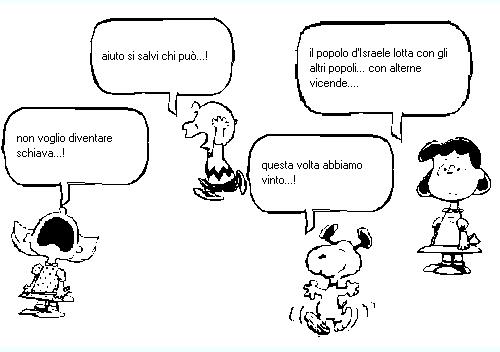 aiuto si salvi chi può...!
il popolo d'Israele lotta con gli
altri popoli... con alterne
vicende....
non voglio diventare
schiava...!
questa volta abbiamo
vinto...!